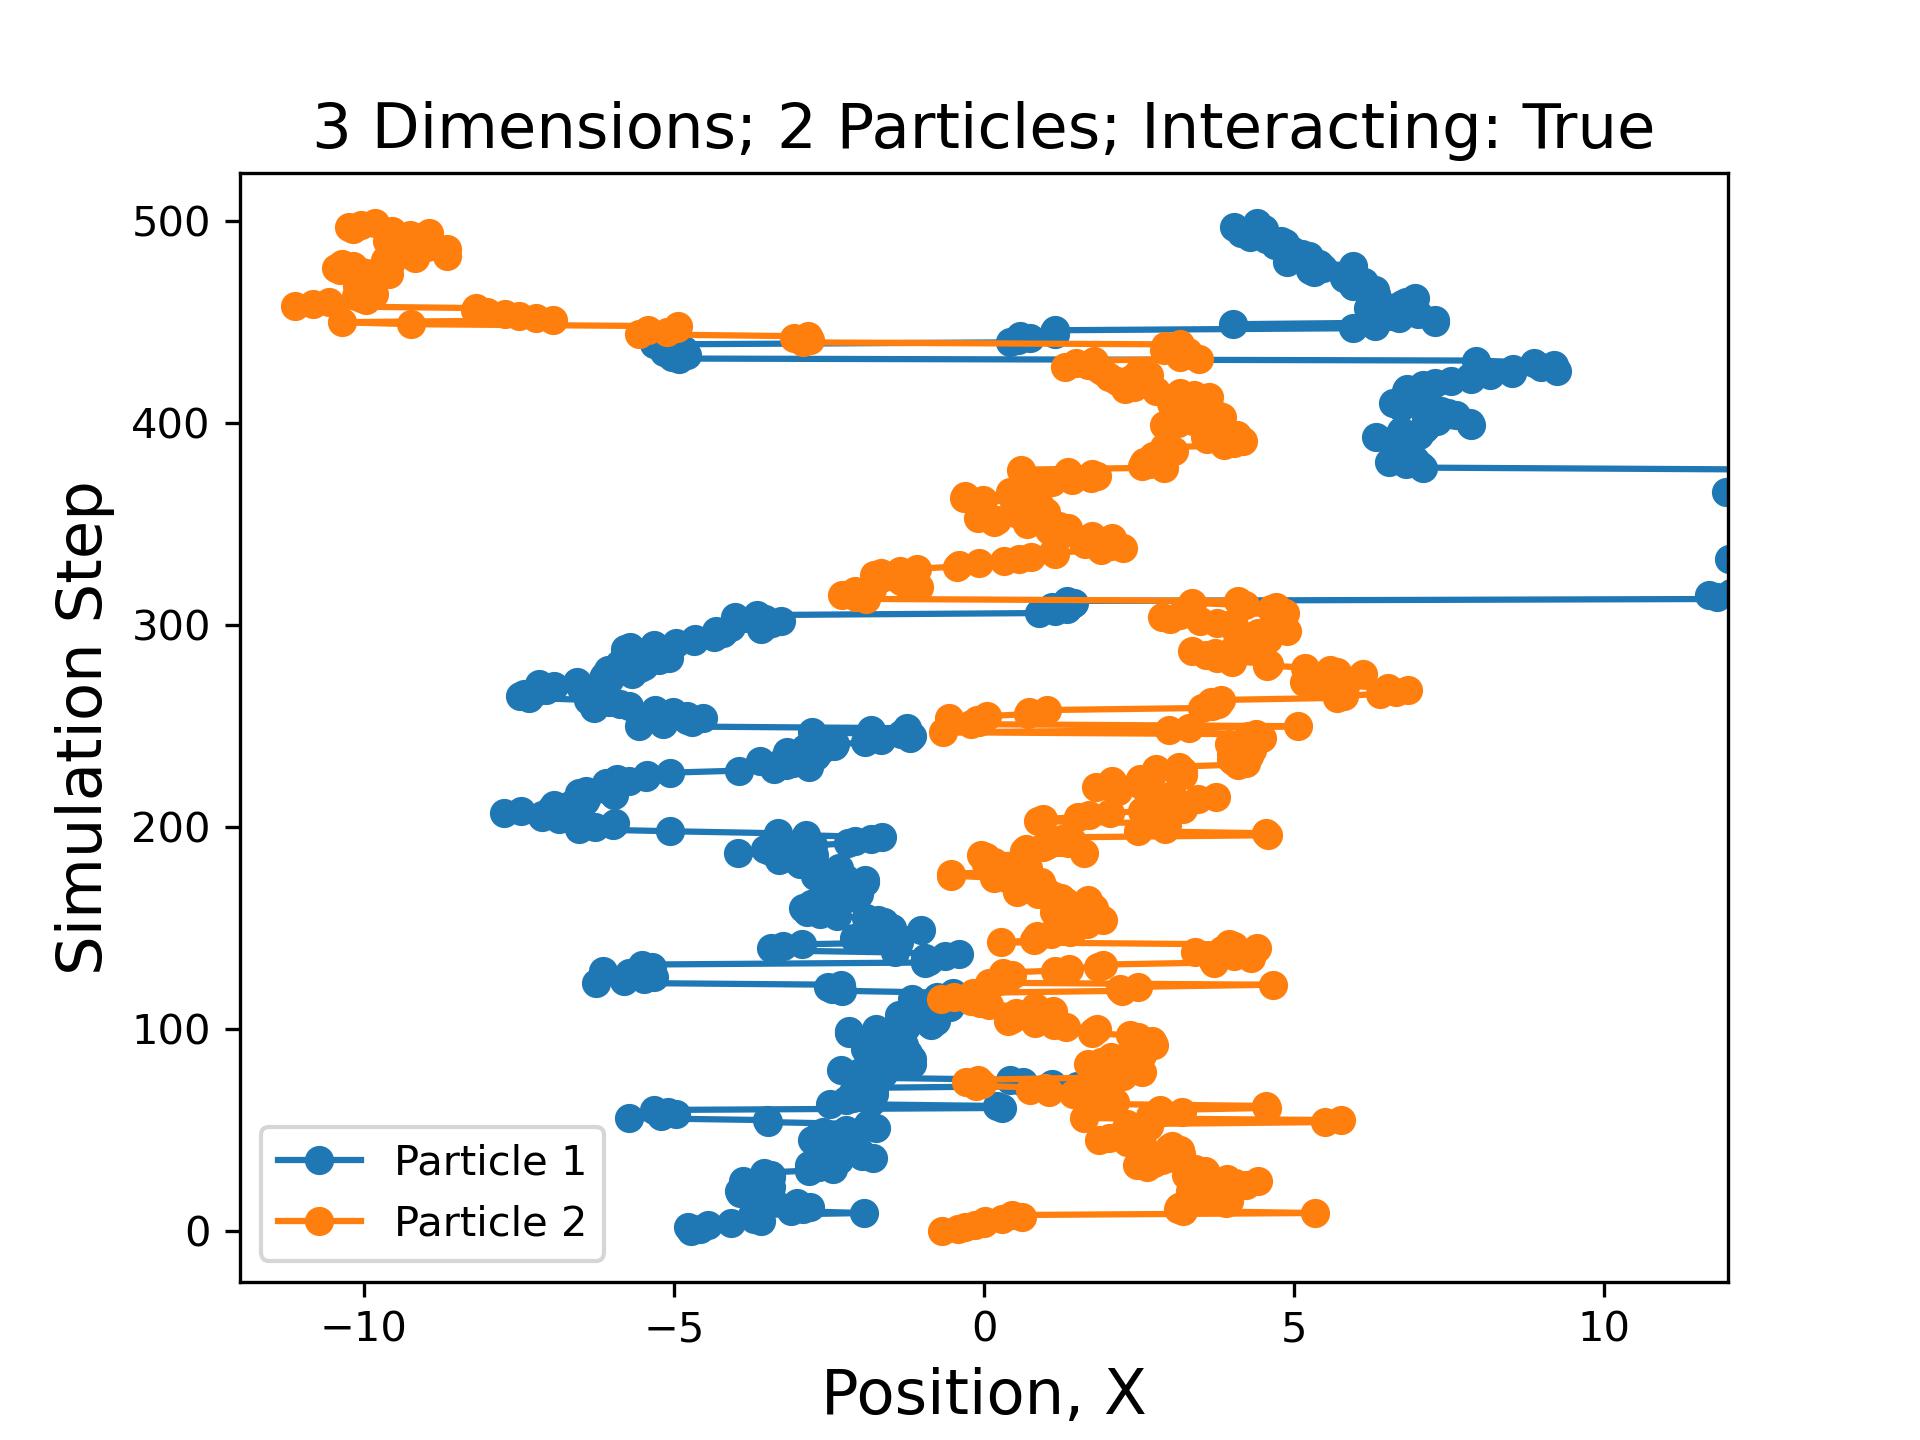 3 Dimensions; 2 Particles; Interacting: True
Simulation Step
500
400
300
200
100
0
Particle 1
Particle 2
−10
−5
0
5
10
Position, X